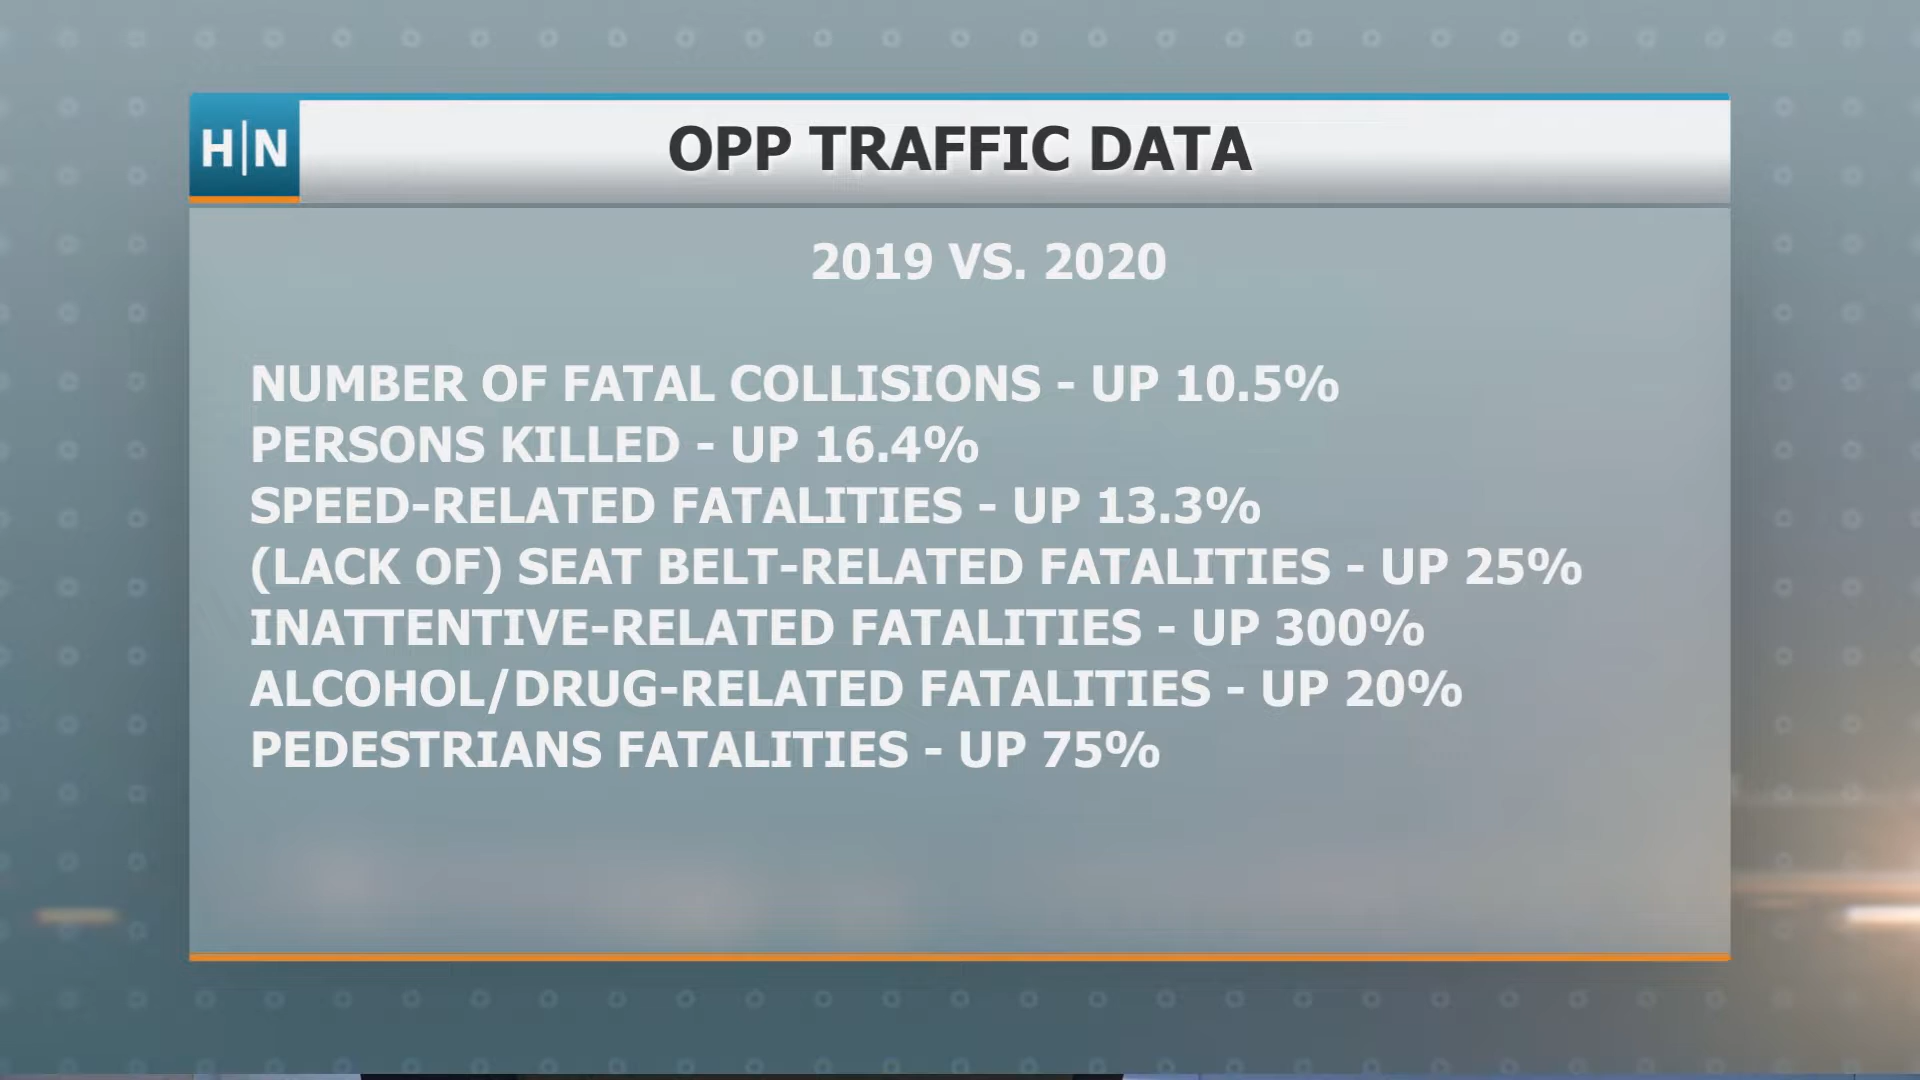 H|N
OPP TRAFFIC DATA
2019 VS. 2020
NUMBER OF FATAL COLLISIONS - UP 10.5%
PERSONS KILLED - UP 16.4%
SPEED-RELATED FATALITIES - UP 13.3%
(LACK OF) SEAT BELT-RELATED FATALITIES - UP 25%
INATTENTIVE-RELATED FATALITIES - UP 300%
ALCOHOL/DRUG-RELATED FATALITIES - UP 20%
PEDESTRIANS FATALITIES - UP 75%